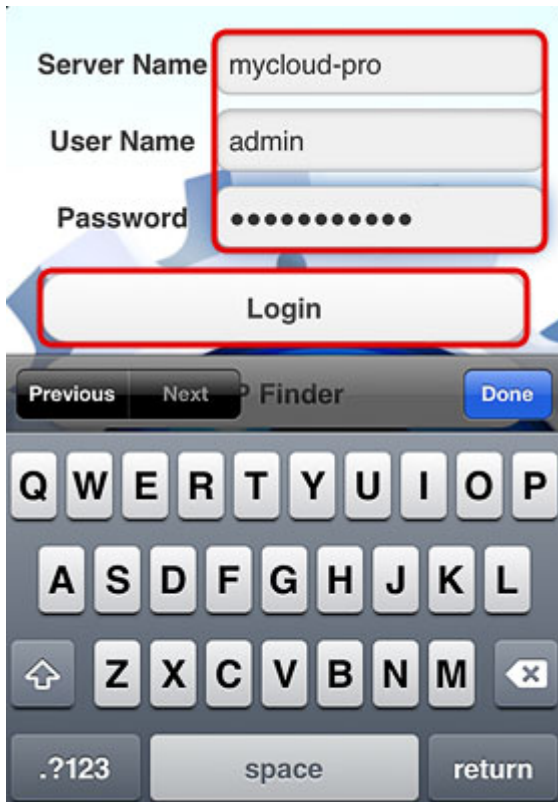 Server Name mycloud-pro
User Name admin
Password •••••••••••
Login
Previous Next P Finder Done
Q W E R T Y U I O P
A S D F G H J K L
Z X C V B N M
.?123 space return